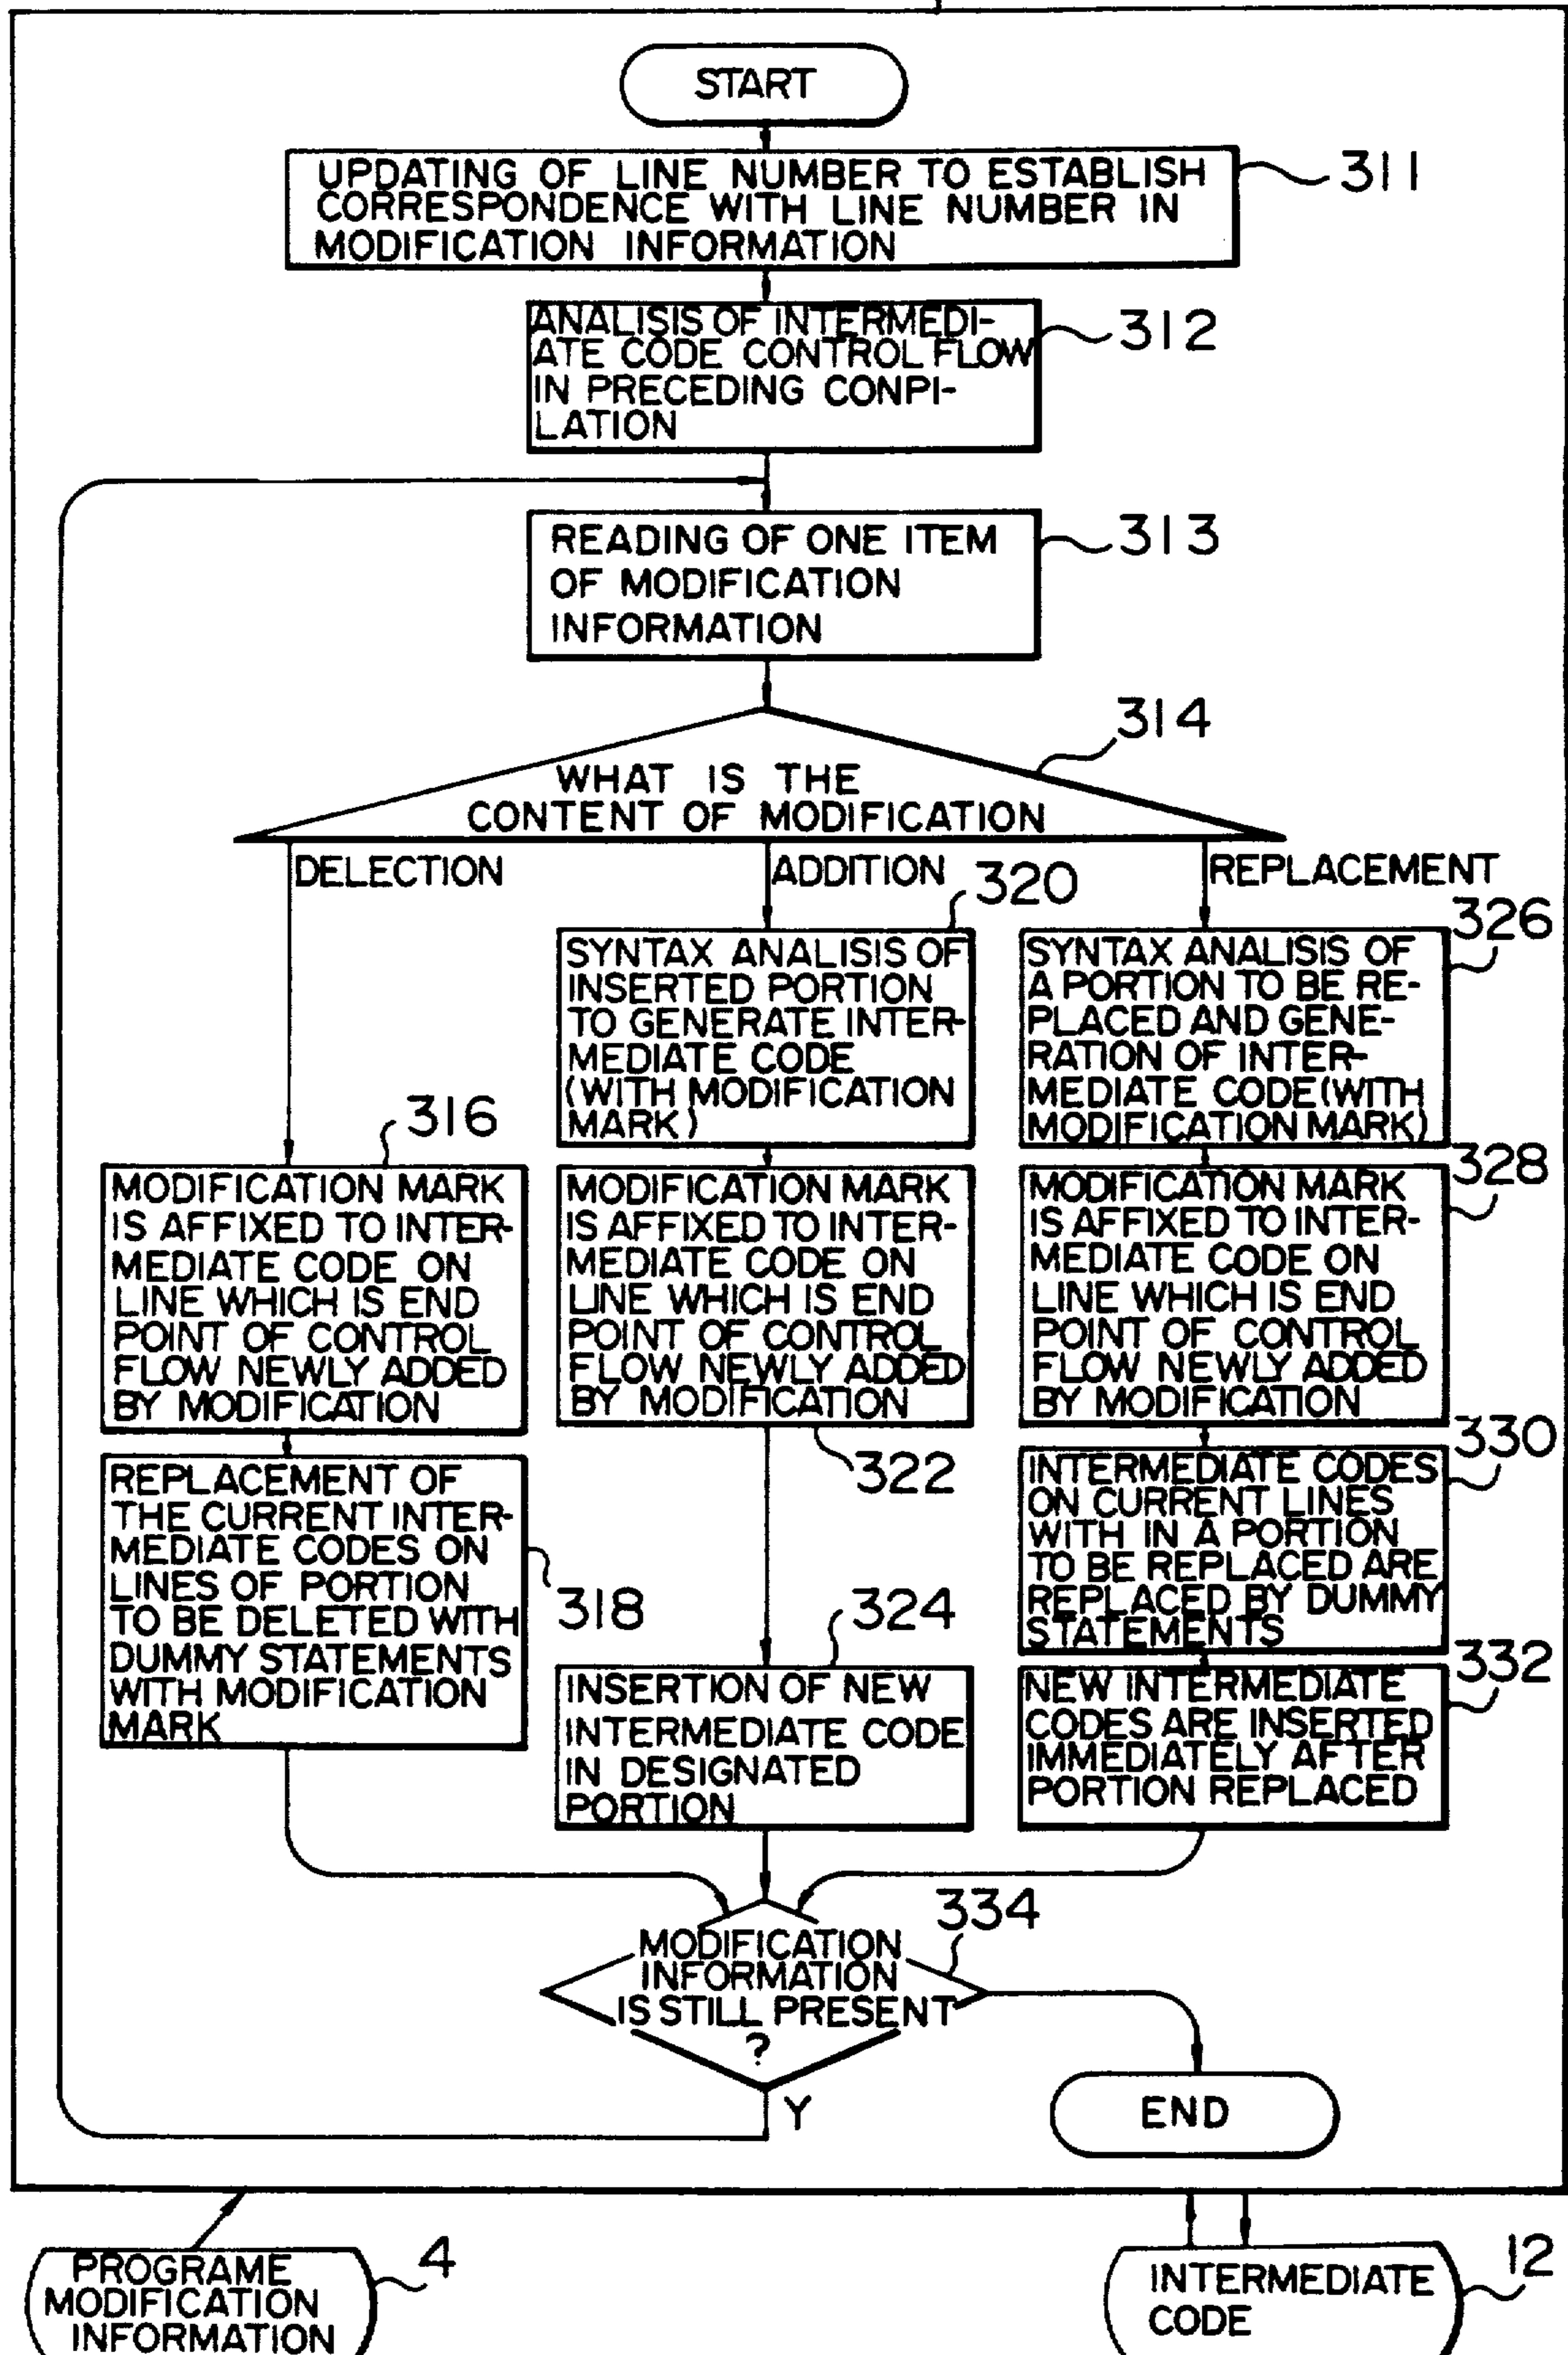 START
UPDATING OF LINE NUMBER TO ESTABLISH
CORRESPONDENCE WITH LINE NUMBER IN
MODIFICATION INFORMATION
311
ANALISIS OF INTERMEDI-
ATE CODE CONTROL FLOW
IN PRECEDING CONPI-
LATION
312
READING OF ONE ITEM
OF MODIFICATION
INFORMATION
313
314
WHAT IS THE
CONTENT OF MODIFICATION
DELECTION
ADDITION
REPLACEMENT
316
MODIFICATION MARK
IS AFFIXED TO INTER-
MEDIATE CODE ON
LINE WHICH IS END
POINT OF CONTROL
FLOW NEWLY ADDED
BY MODIFICATION
REPLACEMENT OF
THE CURRENT INTER-
MEDIATE CODES ON
LINES OF PORTION
TO BE DELETED WITH
DUMMY STATEMENTS
WITH MODIFICATION
MARK
318
320
SYNTAX ANALISIS OF
INSERTED PORTION
TO GENERATE INTER-
MEDIATE CODE
(WITH MODIFICATION
MARK)
MODIFICATION MARK
IS AFFIXED TO INTER-
MEDIATE CODE ON
LINE WHICH IS END
POINT OF CONTROL
FLOW NEWLY ADDED
BY MODIFICATION
322
324
INSERTION OF NEW
INTERMEDIATE CODE
IN DESIGNATED
PORTION
326
SYNTAX ANALISIS OF
A PORTION TO BE RE-
PLACED AND GENE-
RATION OF INTER-
MEDIATE CODE(WITH
MODIFICATION MARK)
328
MODIFICATION MARK
IS AFFIXED TO INTER-
MEDIATE CODE ON
LINE WHICH IS END
POINT OF CONTROL
FLOW NEWLY ADDED
BY MODIFICATION
330
INTERMEDIATE CODES
ON CURRENT LINES
WITH IN A PORTION
TO BE REPLACED ARE
REPLACED BY DUMMY
STATEMENTS
332
NEW INTERMEDIATE
CODES ARE INSERTED
IMMEDIATELY AFTER
PORTION REPLACED
334
MODIFICATION
INFORMATION
IS STILL PRESENT
?
Y
END
PROGRAME
MODIFICATION
INFORMATION
4
INTERMEDIATE
CODE
12